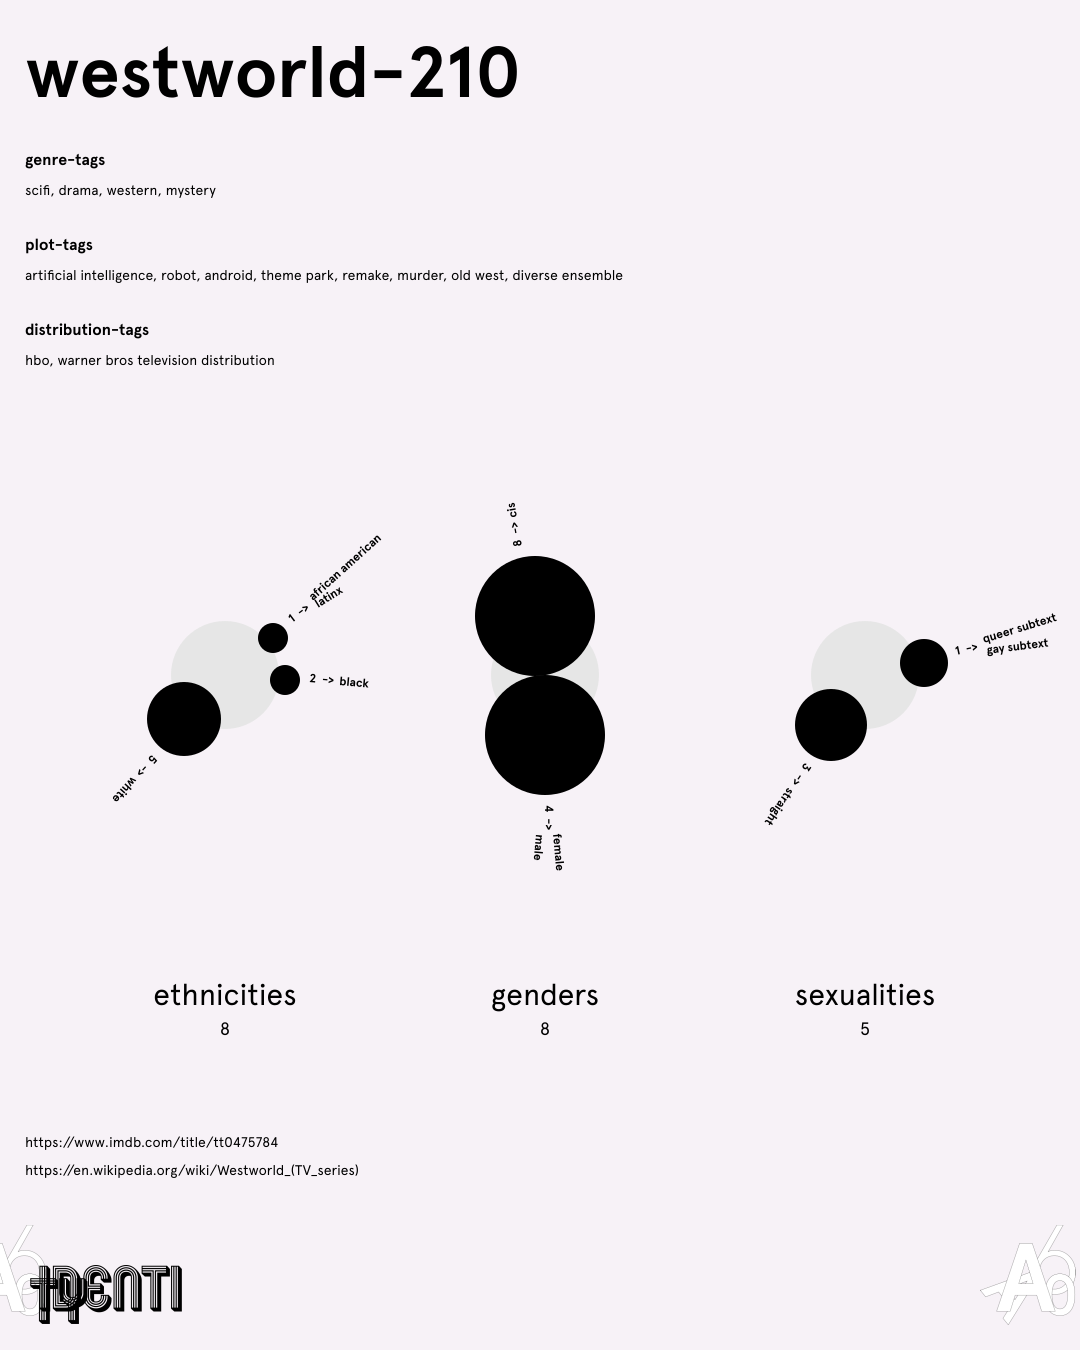 westworld-210
genre-tags
scifi, drama, western, mystery
plot-tags
artificial intelligence, robot, android, theme park, remake, murder, old west, diverse ensemble
distribution-tags
hbo, warner bros television distribution
1 -> african american
latinx
2 -> black
5 -> white
8 -> cis
4 -> female
male
1 -> queer subtext
gay subtext
3 -> straight
ethnicities
8
genders
8
sexualities
5
https://www.imdb.com/title/tt0475784
https://en.wikipedia.org/wiki/Westworld_(TV_series)
IDENTI
TY